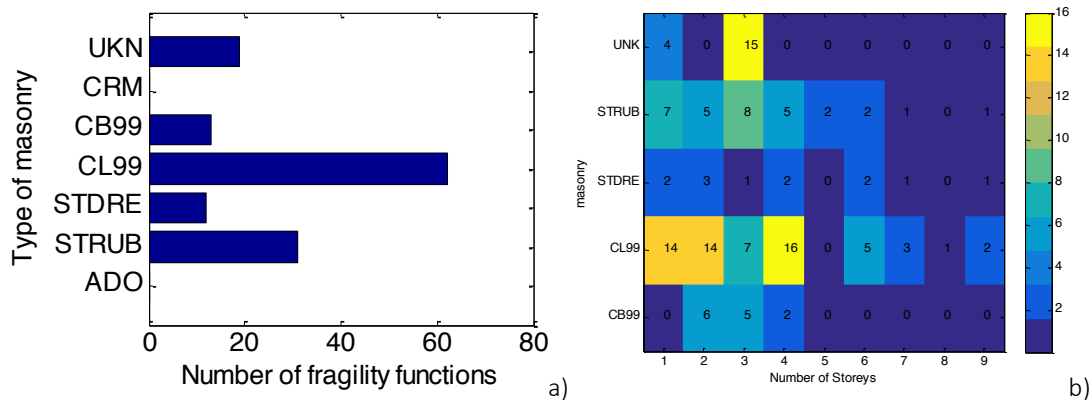 UKN
CRM
CB99
CL99
STDRE
STRUB
ADO
Type of masonry
0 20 40 60 80
Number of fragility functions
a)
UNK 4 0 15 0 0 0 0 0 0
STRUB 7 5 8 5 2 2 1 0 1
STDRE 2 3 1 2 0 2 1 0 1
CL99 14 14 7 16 0 5 3 1 2
CB99 0 6 5 2 0 0 0 0 0
masonry
1 2 3 4 5 6 7 8 9
Number of Storeys
16
14
12
10
8
6
4
2
b)